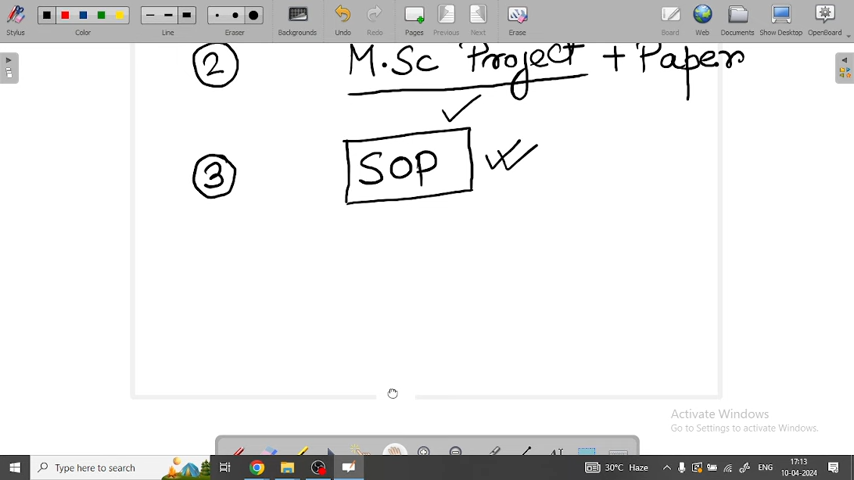 Stylus Color Line Eraser Backgrounds Undo Redo Pages Previous Next Erase Board Web Documents Show Desktop OpenBoard
2 M.Sc Project + Paper
3 SOP
Activate Windows
Go to Settings to activate Windows.
Type here to search 30°C Haze ENG 17:13
10-04-2024